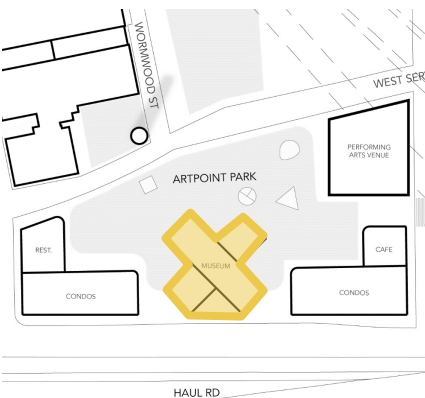 WORMWOOD ST
WEST SER
PERFORMING
ARTS VENUE
ARTPOINT PARK
REST.
MUSEUM
CAFE
CONDOS
CONDOS
HAUL RD